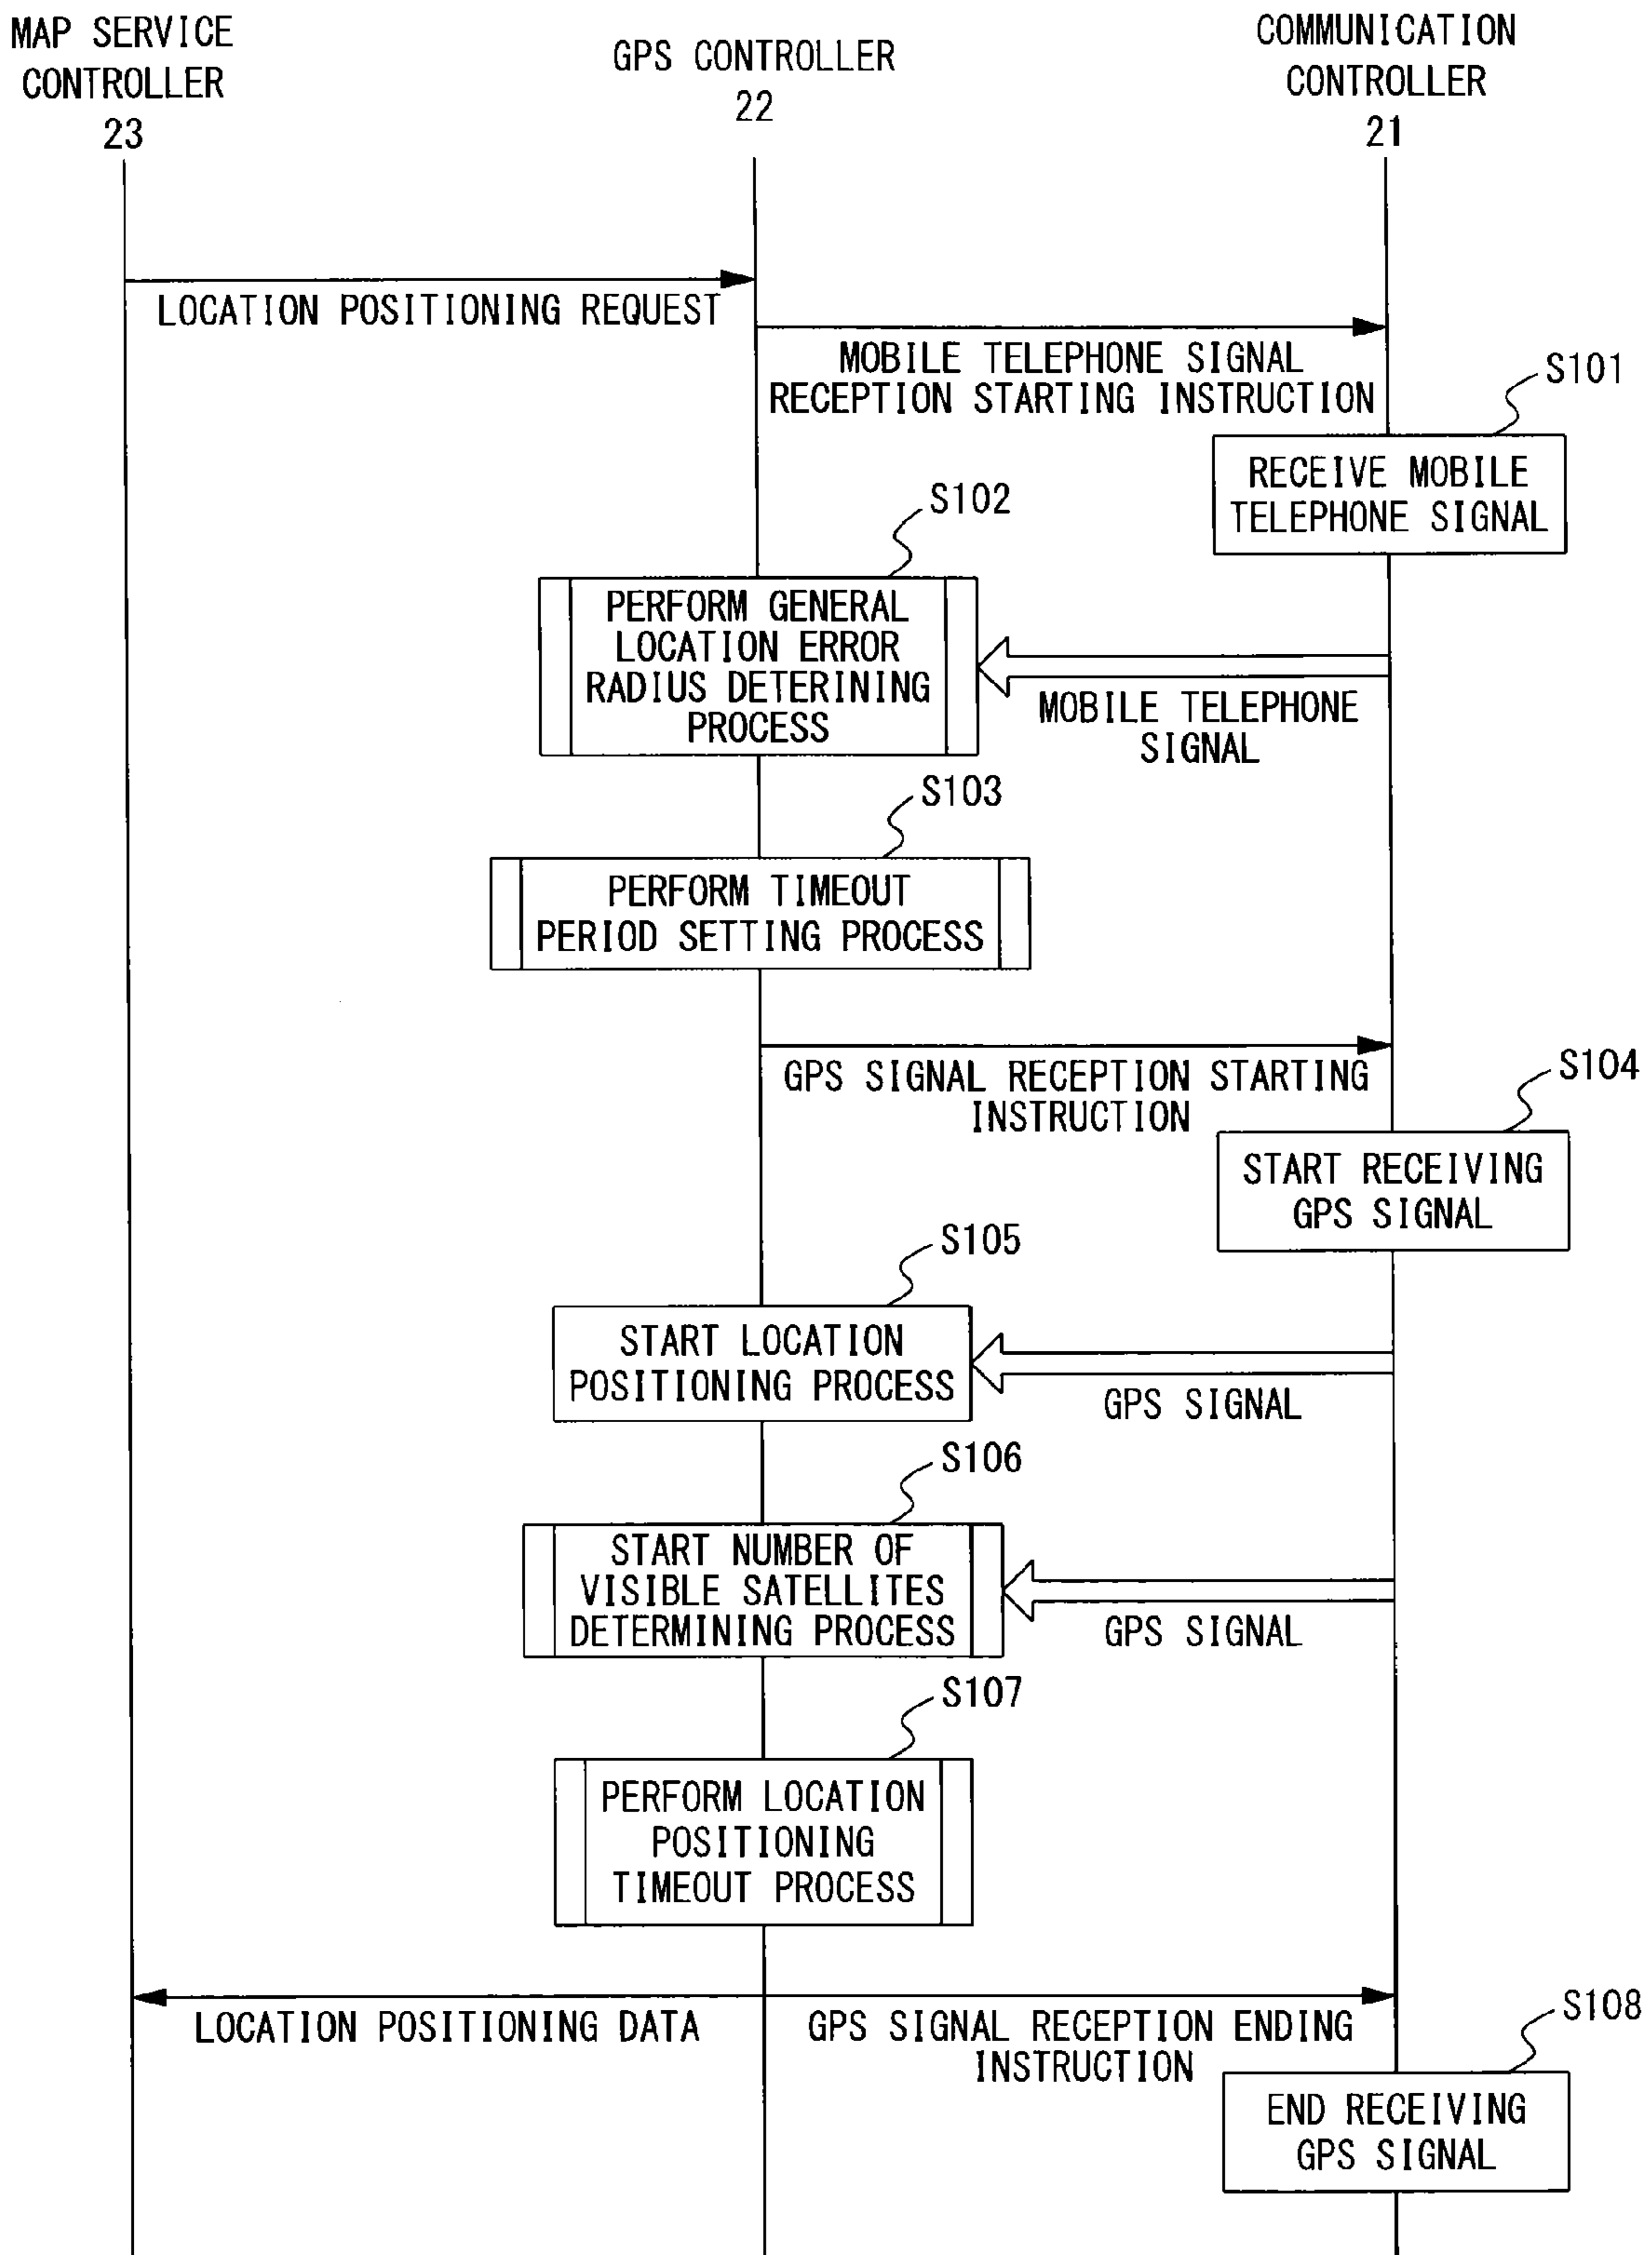 MAP SERVICE
CONTROLLER
23
GPS CONTROLLER
22
COMMUNICATION
CONTROLLER
21
LOCATION POSITIONING REQUEST
MOBILE TELEPHONE SIGNAL
RECEPTION STARTING INSTRUCTION
S101
RECEIVE MOBILE
TELEPHONE SIGNAL
S102
PERFORM GENERAL
LOCATION ERROR
RADIUS DETERINING
PROCESS
MOBILE TELEPHONE
SIGNAL
S103
PERFORM TIMEOUT
PERIOD SETTING PROCESS
GPS SIGNAL RECEPTION STARTING
INSTRUCTION
S104
START RECEIVING
GPS SIGNAL
S105
START LOCATION
POSITIONING PROCESS
GPS SIGNAL
S106
START NUMBER OF
VISIBLE SATELLITES
DETERMINING PROCESS
GPS SIGNAL
S107
PERFORM LOCATION
POSITIONING
TIMEOUT PROCESS
LOCATION POSITIONING DATA
GPS SIGNAL RECEPTION ENDING
INSTRUCTION
S108
END RECEIVING
GPS SIGNAL